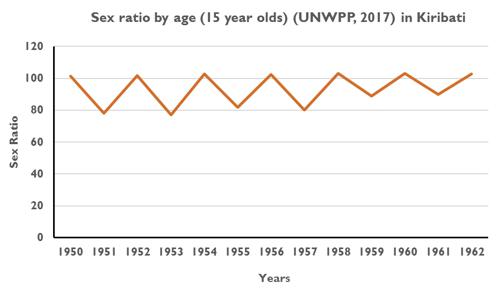 Sex ratio by age (15 year olds) (UNWPP, 2017) in Kiribati
120
100
80
60
40
20
0
Sex Ratio
1950 1951 1952 1953 1954 1955 1956 1957 1958 1959 1960 1961 1962
Years